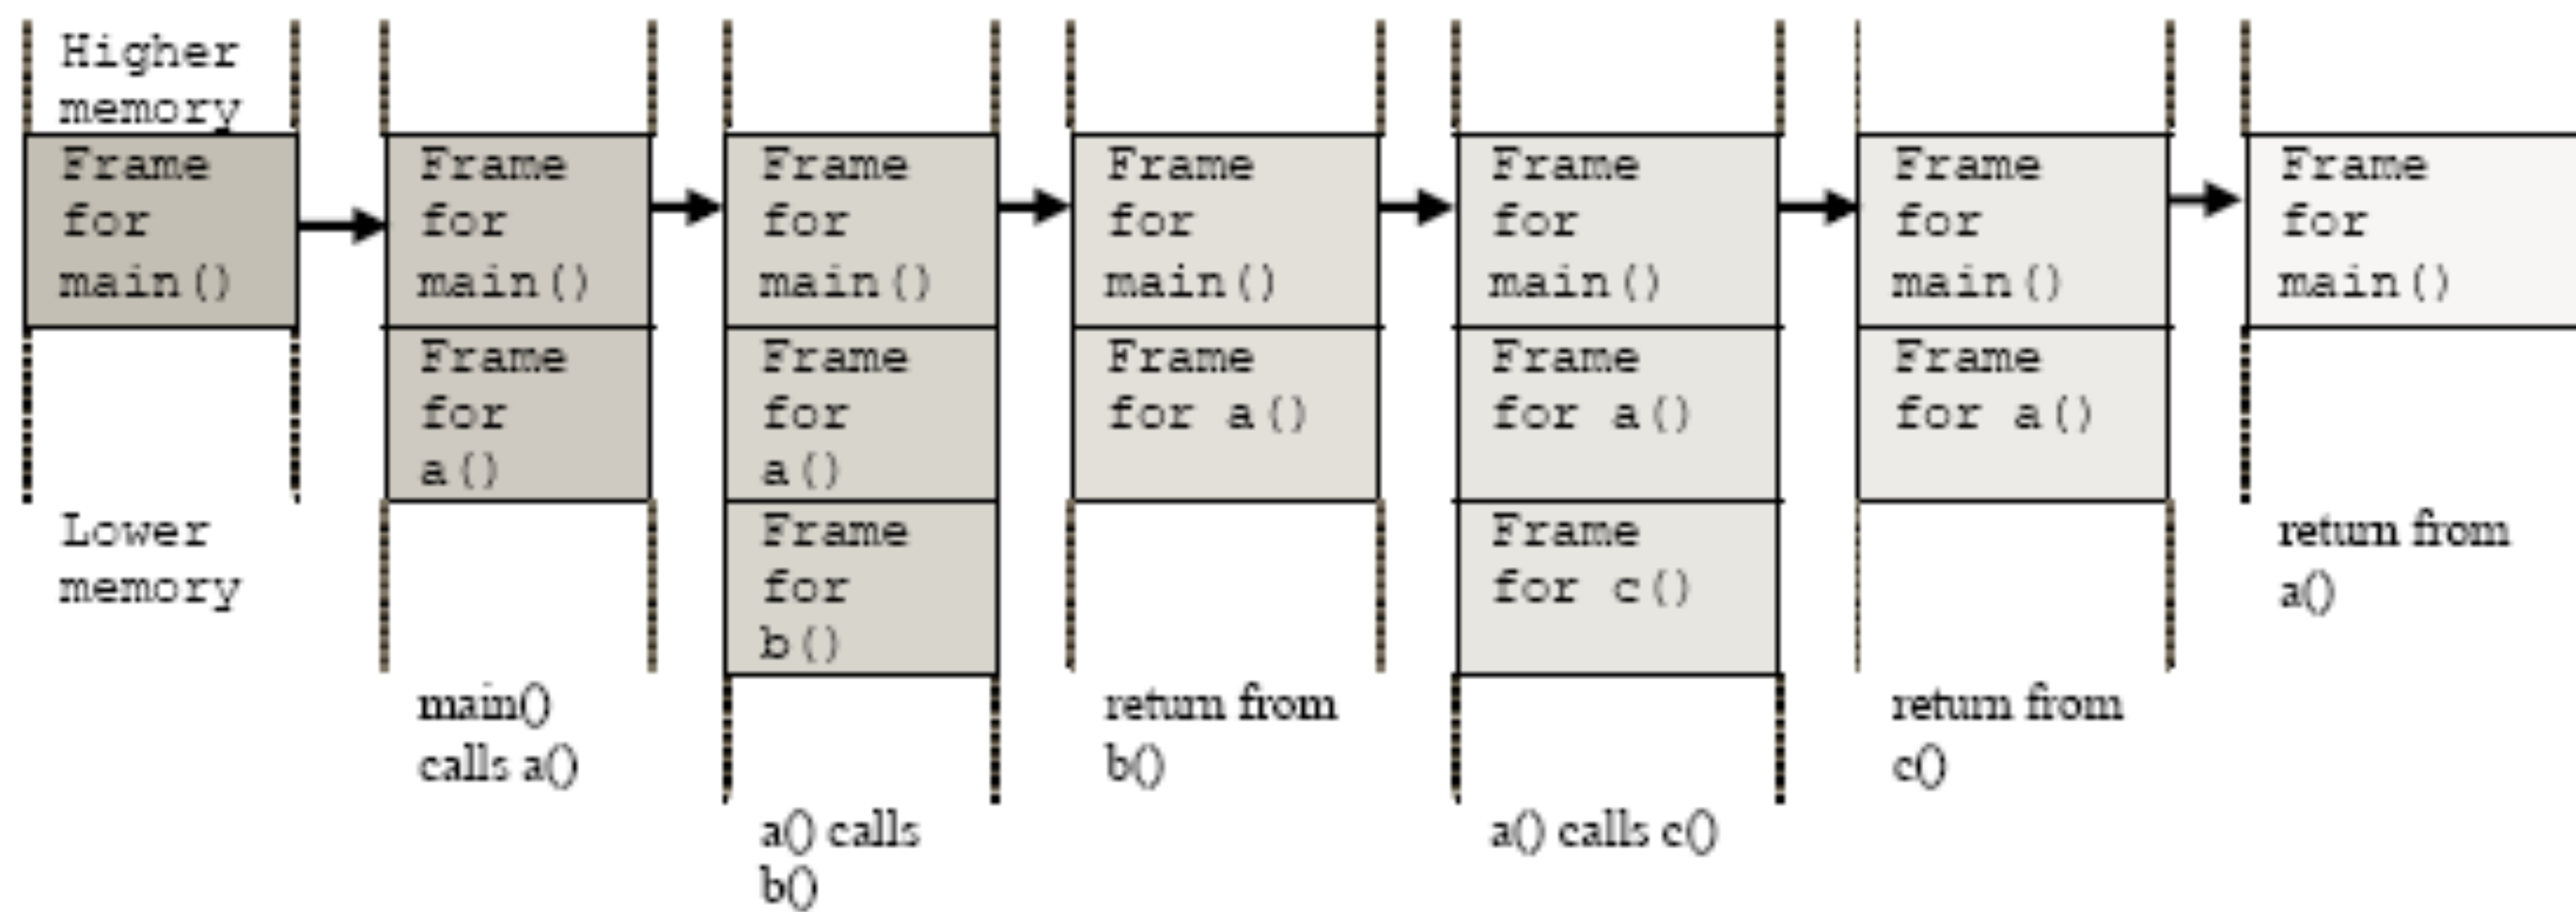 Higher
memory
Frame
for
main()
Lower
memory
Frame
for
main()
Frame
for
a()
main()
calls a()
Frame
for
main()
Frame
for
a()
Frame
for
b()
a() calls
b()
Frame
for
main()
Frame
for a()
return from
b()
Frame
for
main()
Frame
for a()
Frame
for c()
a() calls c()
Frame
for
main()
Frame
for a()
return from
c()
Frame
for
main()
return from
a()